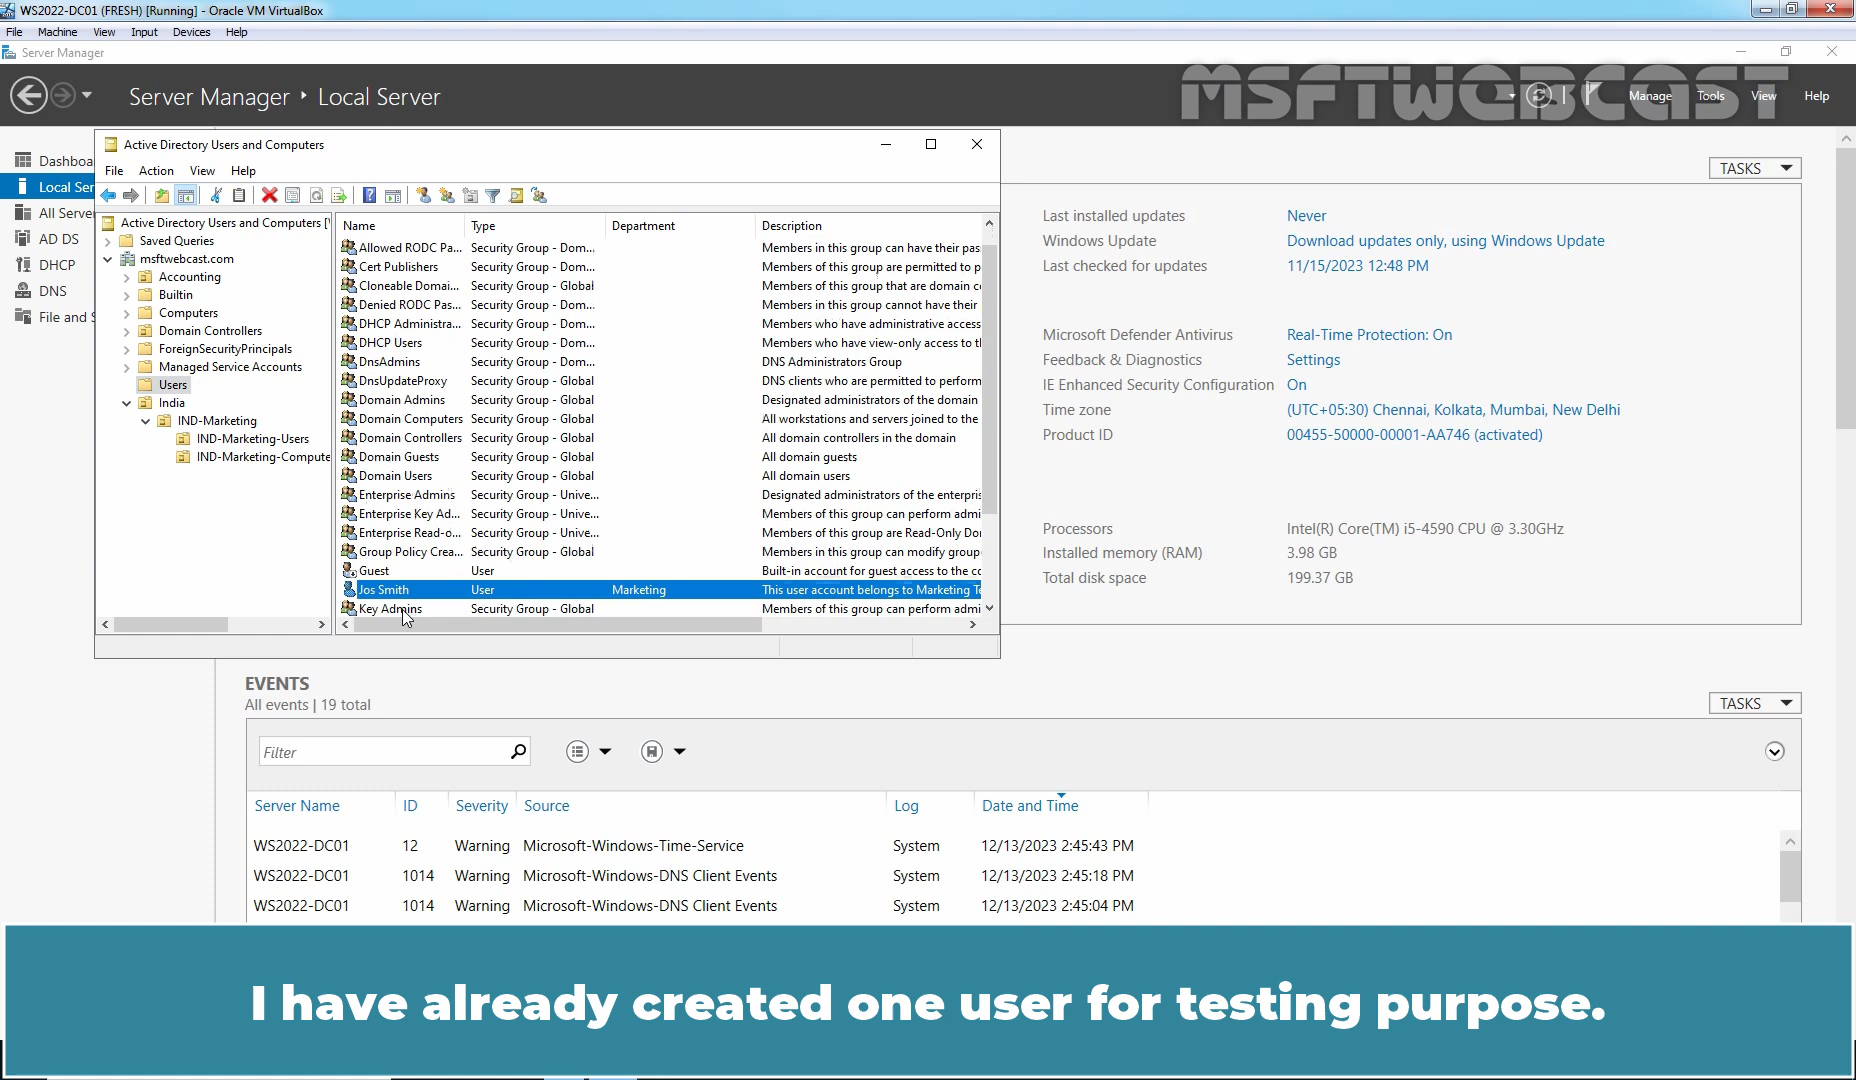 WS2022-DC01 (FRESH) [Running] - Oracle VM VirtualBox
File Machine View Input Devices Help
Server Manager
Server Manager ‣ Local Server
MSFTWEBCAST
Manage Tools View Help
Active Directory Users and Computers
File Action View Help
Dashboa
Local Ser
All Server
AD DS
DHCP
DNS
File and S
Active Directory Users and Computers [
Saved Queries
msftwebcast.com
Accounting
Builtin
Computers
Domain Controllers
ForeignSecurityPrincipals
Managed Service Accounts
Users
India
IND-Marketing
IND-Marketing-Users
IND-Marketing-Compute
Name Type Department Description
Allowed RODC Pa... Security Group - Dom... Members in this group can have their pas
Cert Publishers Security Group - Dom... Members of this group are permitted to p
Cloneable Domai... Security Group - Global Members of this group that are domain c
Denied RODC Pas... Security Group - Dom... Members in this group cannot have their
DHCP Administra... Security Group - Dom... Members who have administrative access
DHCP Users Security Group - Dom... Members who have view-only access to t
DnsAdmins Security Group - Dom... DNS Administrators Group
DnsUpdateProxy Security Group - Global DNS clients who are permitted to perform
Domain Admins Security Group - Global Designated administrators of the domain
Domain Computers Security Group - Global All workstations and servers joined to the
Domain Controllers Security Group - Global All domain controllers in the domain
Domain Guests Security Group - Global All domain guests
Domain Users Security Group - Global All domain users
Enterprise Admins Security Group - Unive... Designated administrators of the enterpris
Enterprise Key Ad... Security Group - Unive... Members of this group can perform admi
Enterprise Read-o... Security Group - Unive... Members of this group are Read-Only Do
Group Policy Crea... Security Group - Global Members in this group can modify group
Guest User Built-in account for guest access to the co
Jos Smith User Marketing This user account belongs to Marketing Te
Key Admins Security Group - Global Members of this group can perform admi
TASKS
Last installed updates Never
Windows Update Download updates only, using Windows Update
Last checked for updates 11/15/2023 12:48 PM
Microsoft Defender Antivirus Real-Time Protection: On
Feedback & Diagnostics Settings
IE Enhanced Security Configuration On
Time zone (UTC+05:30) Chennai, Kolkata, Mumbai, New Delhi
Product ID 00455-50000-00001-AA746 (activated)
Processors Intel(R) Core(TM) i5-4590 CPU @ 3.30GHz
Installed memory (RAM) 3.98 GB
Total disk space 199.37 GB
EVENTS
All events | 19 total
TASKS
Filter
Server Name ID Severity Source Log Date and Time
WS2022-DC01 12 Warning Microsoft-Windows-Time-Service System 12/13/2023 2:45:43 PM
WS2022-DC01 1014 Warning Microsoft-Windows-DNS Client Events System 12/13/2023 2:45:18 PM
WS2022-DC01 1014 Warning Microsoft-Windows-DNS Client Events System 12/13/2023 2:45:04 PM
I have already created one user for testing purpose.